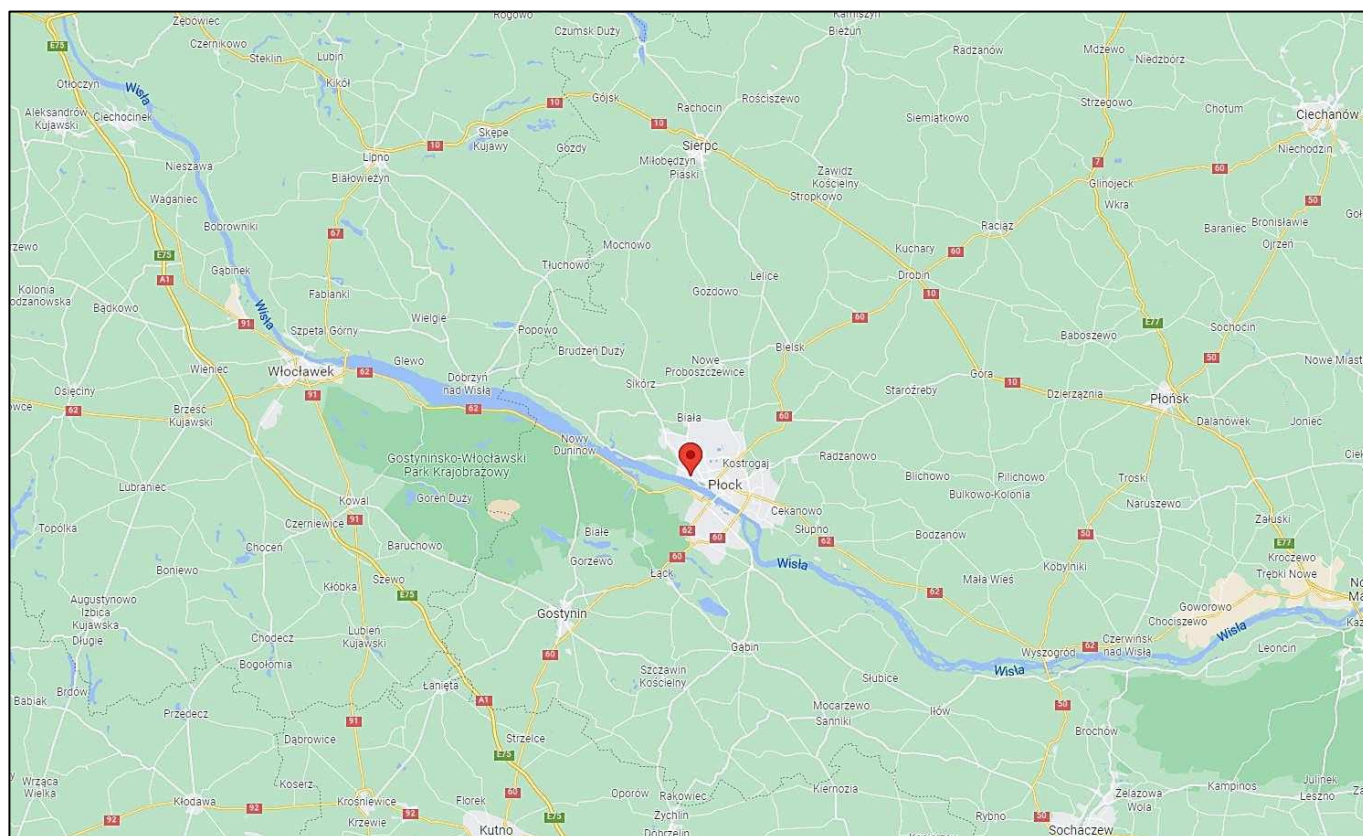 Zębowiec
Rogowo
Czumsk Duży
Kamiszyn
Bieżuń
E75
Czernikowo
Steklin
Lubin
Kikół
Radzanów
Mdzewo
Niedzbórz
Otłoczyn
Wisła
10
Gójsk
Rachocin
Rościszewo
Strzegowo
Chotum
Ciechanów
Aleksandrów
Kujawski
Ciechocinek
Skępe
Kujawy
10
Siemiątkowo
Niechodzin
Lipno
10
Gozdy
Sierpc
Miłobędzyn
Piaski
7
60
Nieszawa
Białowieżyn
Zawidz
Kościelny
Stropkowo
Glinojeck
Wkra
50
Waganiec
Bobrowniki
67
Raciąż
Baraniec
Bronisławie
Ojrzeń
E75
A1
Gąbinek
Tłuchowo
Mochowo
Lelice
Kuchary
60
Drobin
Kolonia
Bądkowo
Fabianki
Gozdowo
10
91
Wisła
Szpetal Górny
Wielgie
Popowo
60
Baboszewo
E77
Sochocin
Wieniec
Włocławek
62
Glewo
Brudzeń Duży
Nowe
Proboszczewice
Bielsk
50
Nowe Miast
Osięciny
Dobrzyń
nad Wisłą
Sikórz
Staroźreby
Góra
10
Dzierzążnia
Płońsk
62
Brześć
Kujawski
91
62
Biała
60
Dalanówek
Joniec
Nowy
Duninów
Gostynińsko-Włocławski
Park Krajobrazowy
Kostrogaj
Radzanowo
Lubraniec
Goreń Duży
Płock
Blichowo
Pilichowo
Bulkowo-Kolonia
Troski
Naruszewo
Kowal
91
Cekanowo
Topólka
Czerniewice
Białe
62
60
Słupno
62
Bodzanów
50
Załuski
Choceń
Baruchowo
Gorzewo
60
E77
Kroczewo
Boniewo
Kłóbka
Szewo
E75
Łąck
Wisła
Mała Wieś
Kobylniki
Trębki Nowe
Augustynowo
Izbica
Kujawska
Długie
Gostynin
62
Goworowo
Chociszewo
Chodecz
Lubień
Kujawski
Gąbin
62
Czerwińsk
nad Wisłą
Wisła
Bogołomia
60
Wyszogród
Leoncin
Szczawin
Kościelny
Słubice
Wisła
Babiak
Brdów
Łanięta
A1
50
Przedecz
91
Mocarzewo
Sanniki
Iłów
Dąbrowice
Strzelce
E75
Brochów
Wrząca
Wielka
Koserz
Kłodawa
Krośniewice
Krzewie
92
92
Florek
60
Kutno
Oporów
Rakowiec
Żychlin
Dobrzelin
Kiernozia
Rybno
50
Żelazowa
Wola
Kampinos
Julinek
Leszno
Sochaczew